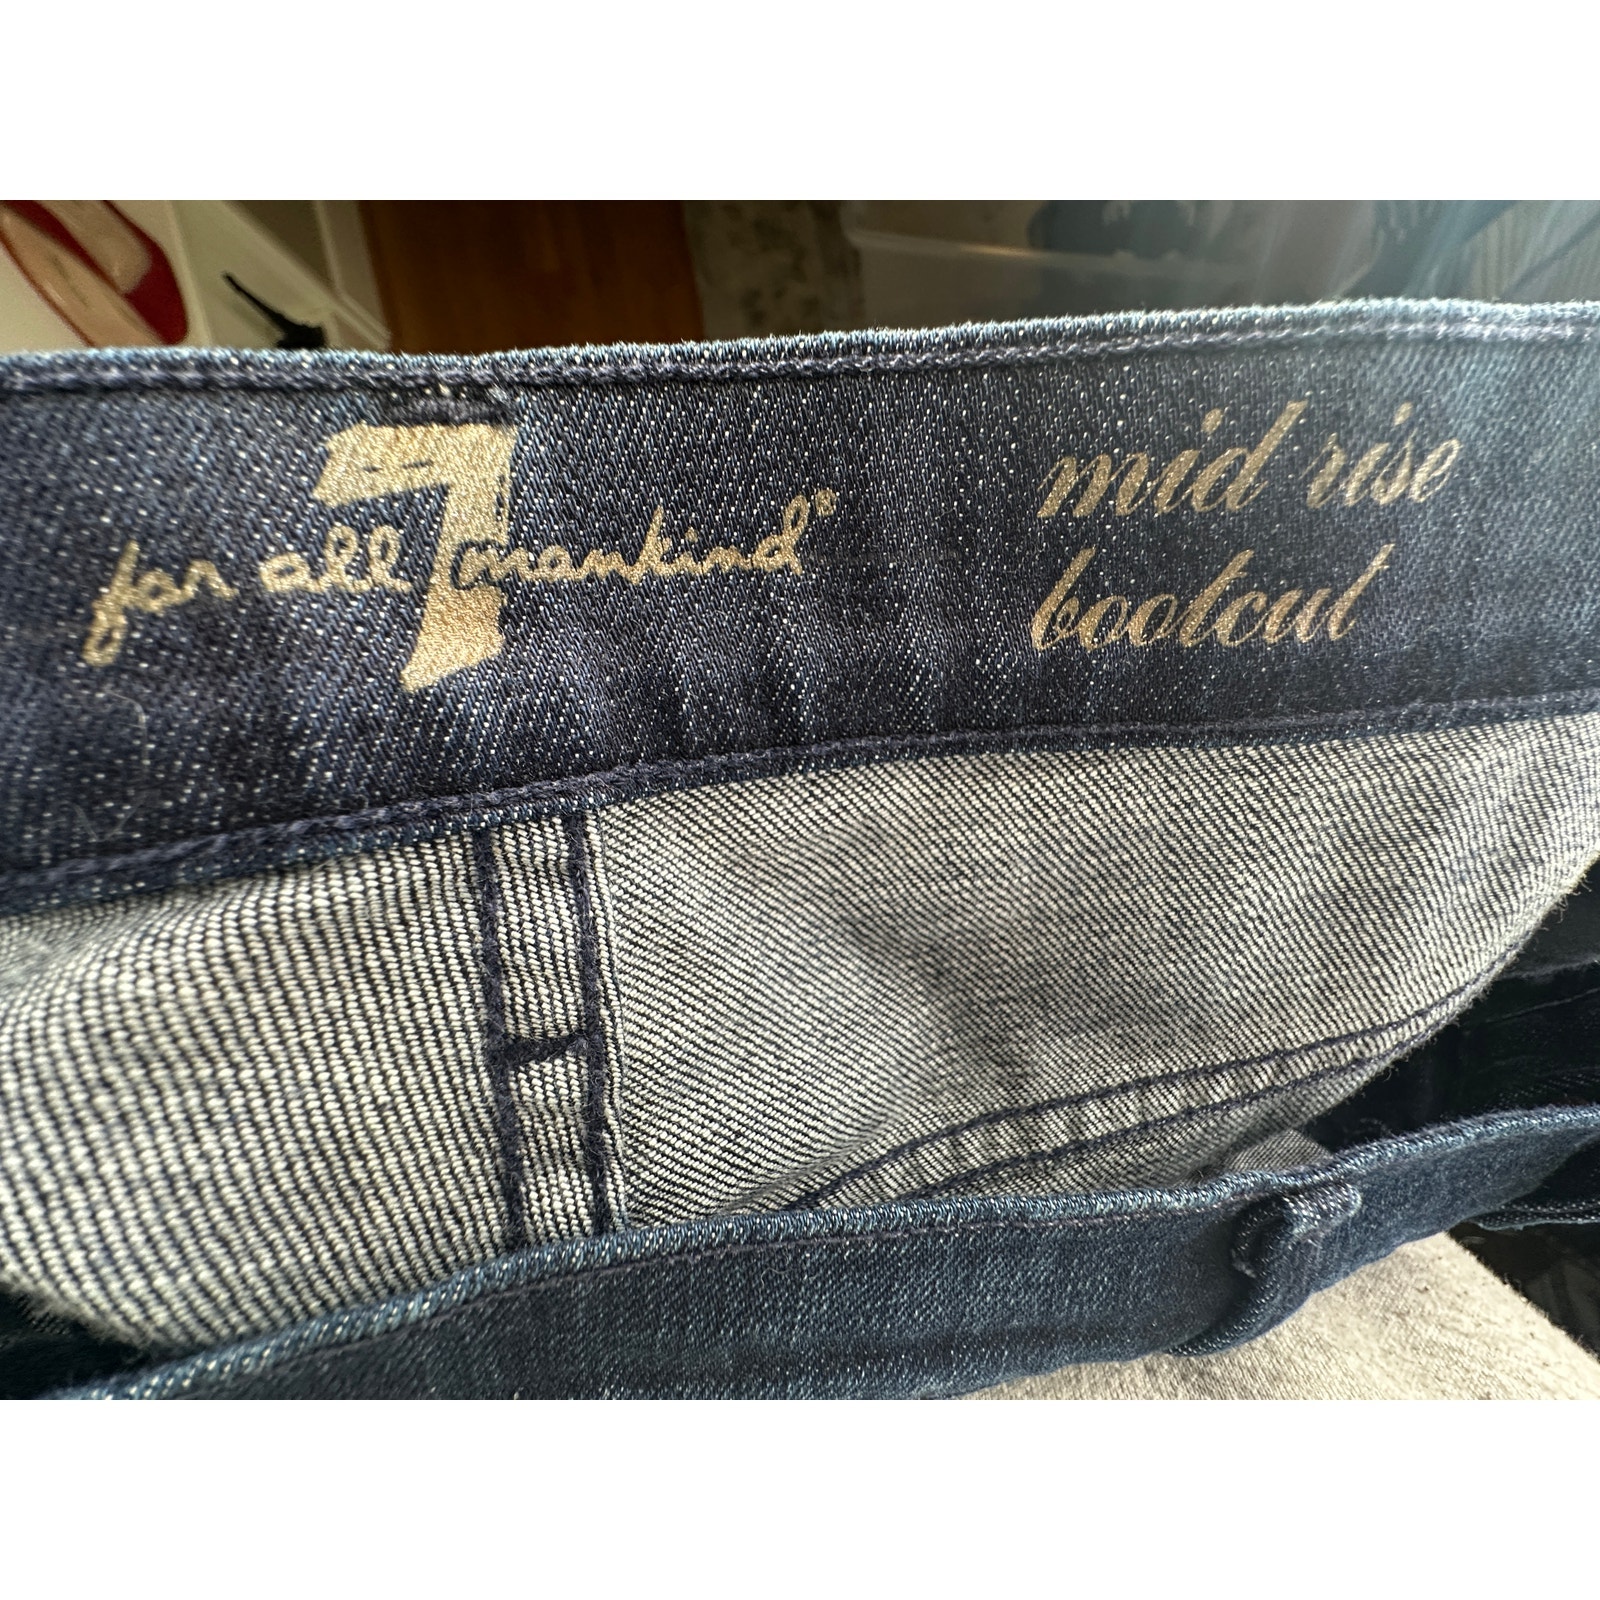 7
for all mankind®
mid rise
bootcut